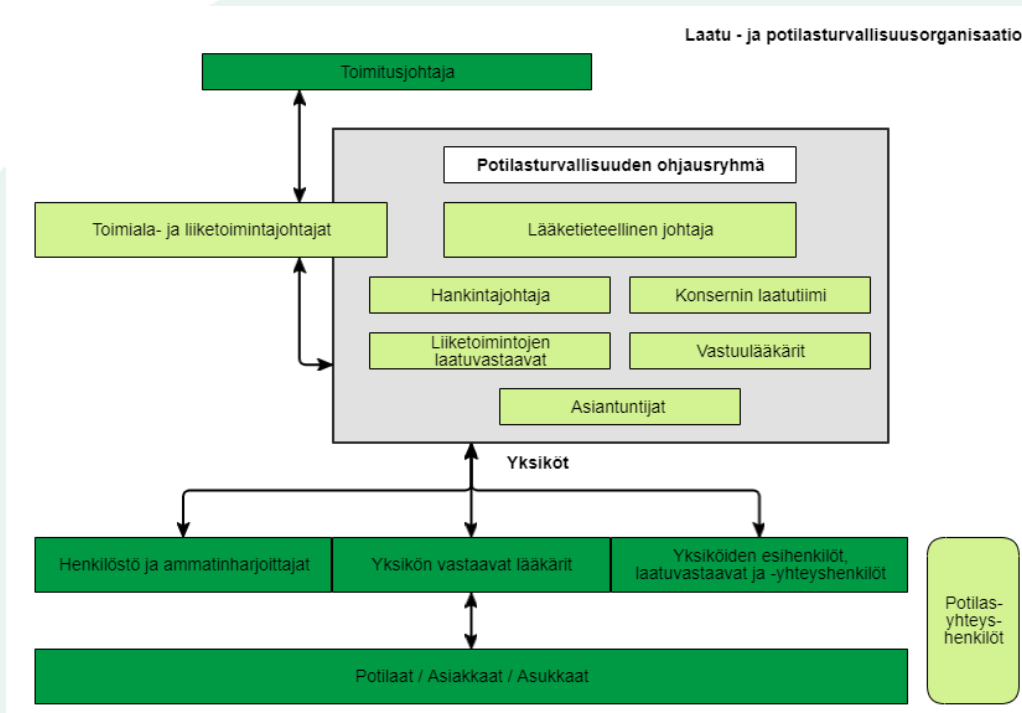 Laatu - ja potilasturvallisuusorganisaatio
Toimitusjohtaja
Potilasturvallisuuden ohjausryhmä
Toimiala- ja liiketoimintajohtajat
Lääketieteellinen johtaja
Hankintajohtaja
Konsernin laatutiimi
Liiketoimintojen
laatuvastaavat
Vastuulääkärit
Asiantuntijat
Yksiköt
Henkilöstö ja ammatinharjoittajat
Yksikön vastaavat lääkärit
Yksiköiden esihenkilöt,
laatuvastaavat ja -yhteyshenkilöt
Potilas-
yhteys-
henkilöt
Potilaat / Asiakkaat / Asukkaat